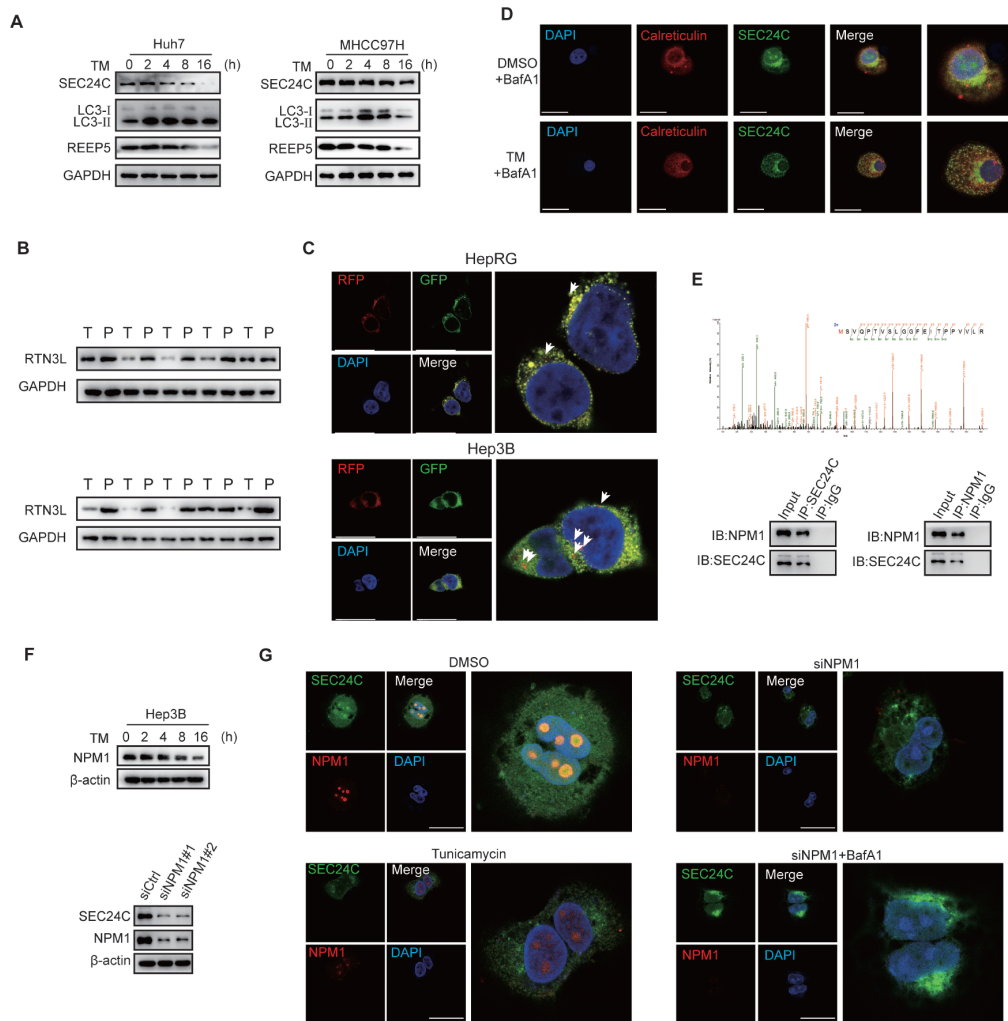 A
Huh7
TM 0 2 4 8 16 (h)
SEC24C
LC3-I
LC3-II
REEP5
GAPDH
MHCC97H
TM 0 2 4 8 16 (h)
SEC24C
LC3-I
LC3-II
REEP5
GAPDH
B
T P T P T P T P T P
RTN3L
GAPDH
T P T P T P T P T P
RTN3L
GAPDH
C
HepRG
RFP GFP
DAPI Merge
Hep3B
RFP GFP
DAPI Merge
D
DMSO
+BafA1
DAPI Calreticulin SEC24C Merge
TM
+BafA1
DAPI Calreticulin SEC24C Merge
E
M S V Q P T V S L G G F E I T P P V V L R
Input IP:SEC24C IP:IgG
IB:NPM1
IB:SEC24C
Input IP:NPM1 IP:IgG
IB:NPM1
IB:SEC24C
F
Hep3B
TM 0 2 4 8 16 (h)
NPM1
β-actin
siCtrl siNPM1#1 siNPM1#2
SEC24C
NPM1
β-actin
G
DMSO
SEC24C Merge
NPM1 DAPI
siNPM1
SEC24C Merge
NPM1 DAPI
Tunicamycin
SEC24C Merge
NPM1 DAPI
siNPM1+BafA1
SEC24C Merge
NPM1 DAPI